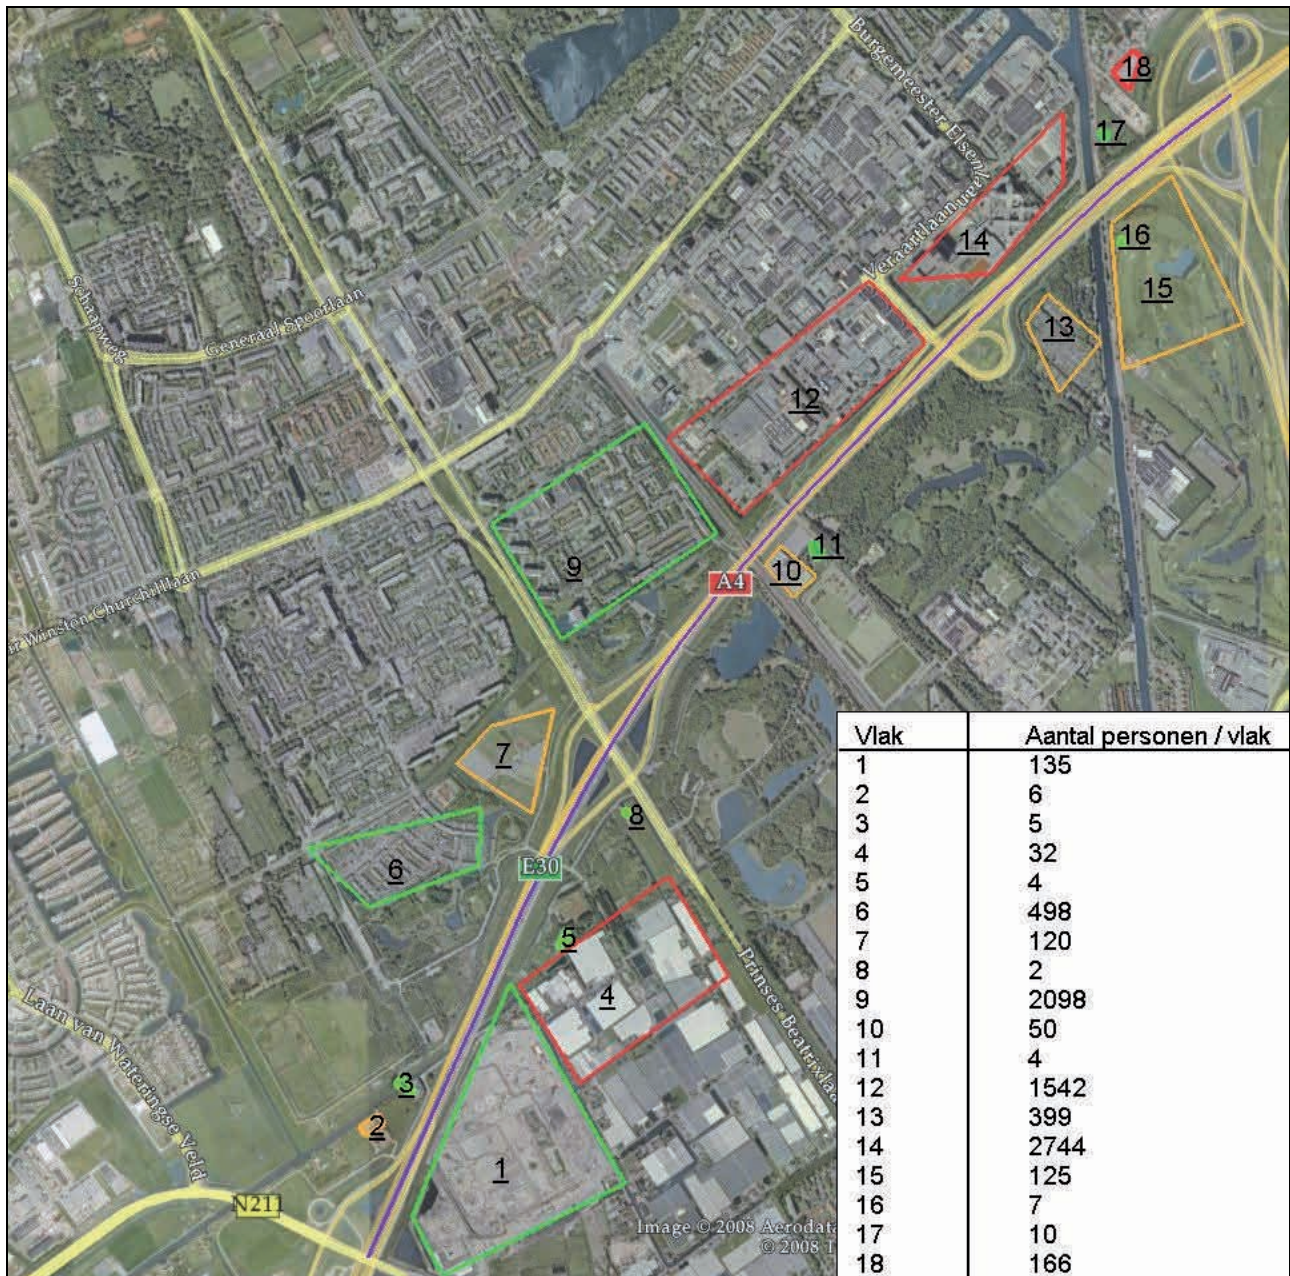 Burgemeester Elsen/
Veraartlaanweg
18
17
14
16
15
13
Schaapweg
Generaal Spoorlaan
12
9
11
10
A4
ir Winston Churchilllaan
7
8
6
E30
5
4
Prinses Beatrixlaa
Laan van Wateringse Veld
3
2
1
N211
Image © 2008 Aerodata
© 2008 T
Vlak Aantal personen / vlak
1 135
2 6
3 5
4 32
5 4
6 498
7 120
8 2
9 2098
10 50
11 4
12 1542
13 399
14 2744
15 125
16 7
17 10
18 166